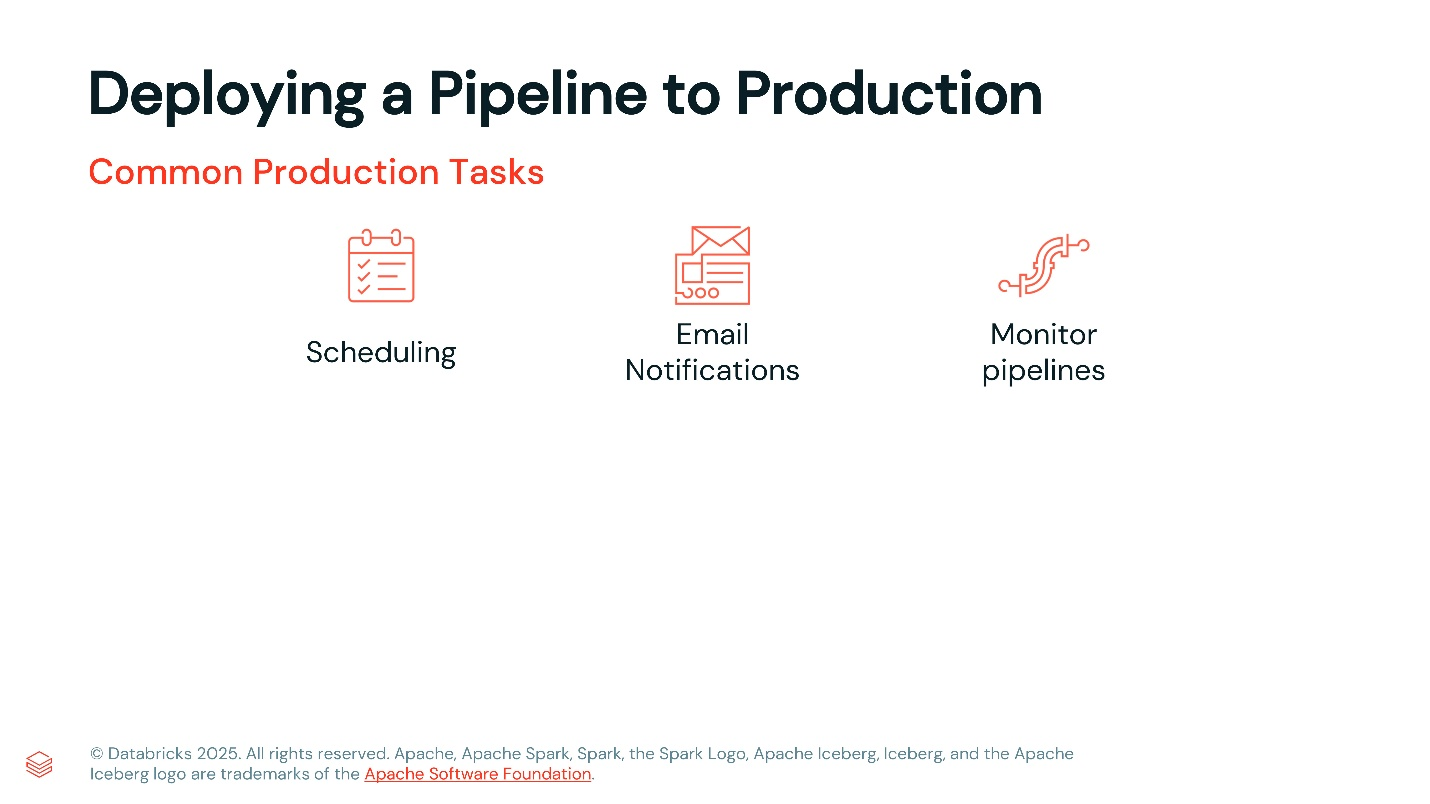 Deploying a Pipeline to Production
Common Production Tasks
Scheduling
Email
Notifications
Monitor
pipelines
© Databricks 2025. All rights reserved. Apache, Apache Spark, Spark, the Spark Logo, Apache Iceberg, Iceberg, and the Apache
Iceberg logo are trademarks of the Apache Software Foundation.